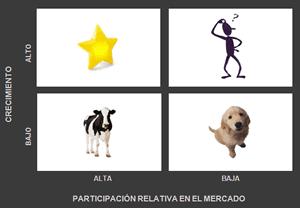 ?
ALTO
CRECIMIENTO
BAJO
ALTA
BAJA
PARTICIPACIÓN RELATIVA EN EL MERCADO